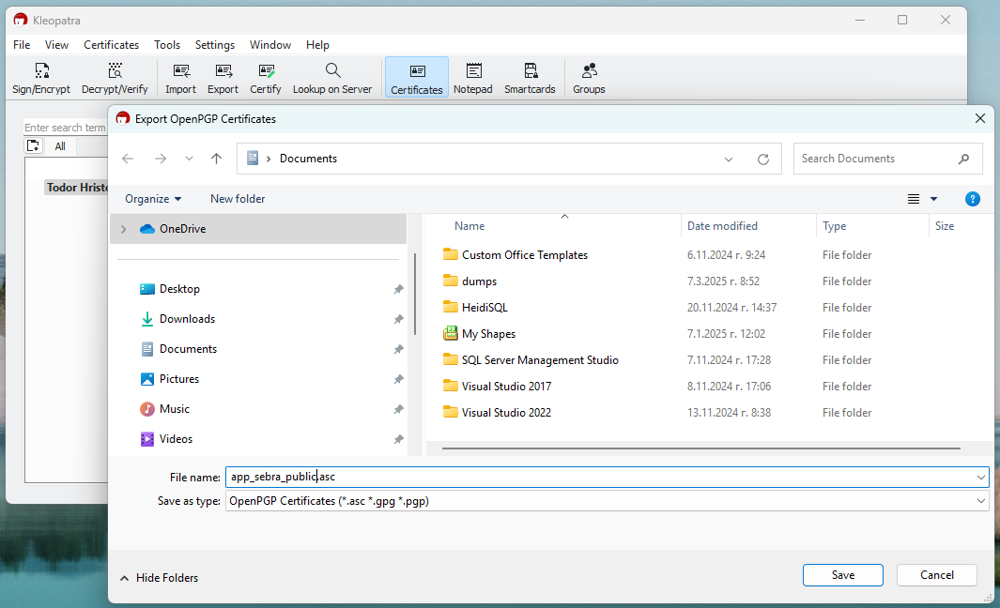 Kleopatra
File View Certificates Tools Settings Window Help
Sign/Encrypt Decrypt/Verify Import Export Certify Lookup on Server Certificates Notepad Smartcards Groups
Enter search term
All
Todor Hristo
Export OpenPGP Certificates
Documents
Search Documents
Organize New folder
OneDrive
Desktop
Downloads
Documents
Pictures
Music
Videos
Name Date modified Type Size
Custom Office Templates 6.11.2024 г. 9:24 File folder
dumps 7.3.2025 г. 8:52 File folder
HeidiSQL 20.11.2024 г. 14:37 File folder
My Shapes 7.1.2025 г. 12:02 File folder
SQL Server Management Studio 7.11.2024 г. 17:28 File folder
Visual Studio 2017 8.11.2024 г. 17:06 File folder
Visual Studio 2022 13.11.2024 г. 8:38 File folder
File name: app_sebra_public.asc
Save as type: OpenPGP Certificates (*.asc *.gpg *.pgp)
Hide Folders
Save Cancel